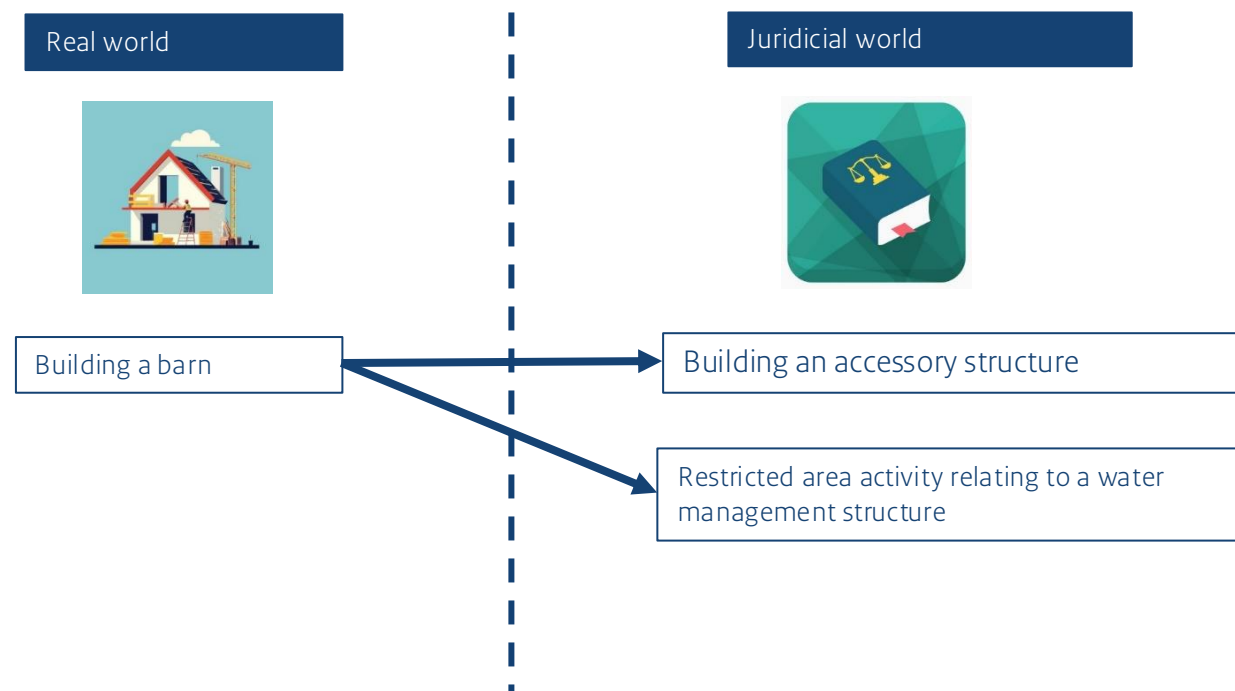 Real world
Juridicial world
Building a barn
Building an accessory structure
Restricted area activity relating to a water
management structure